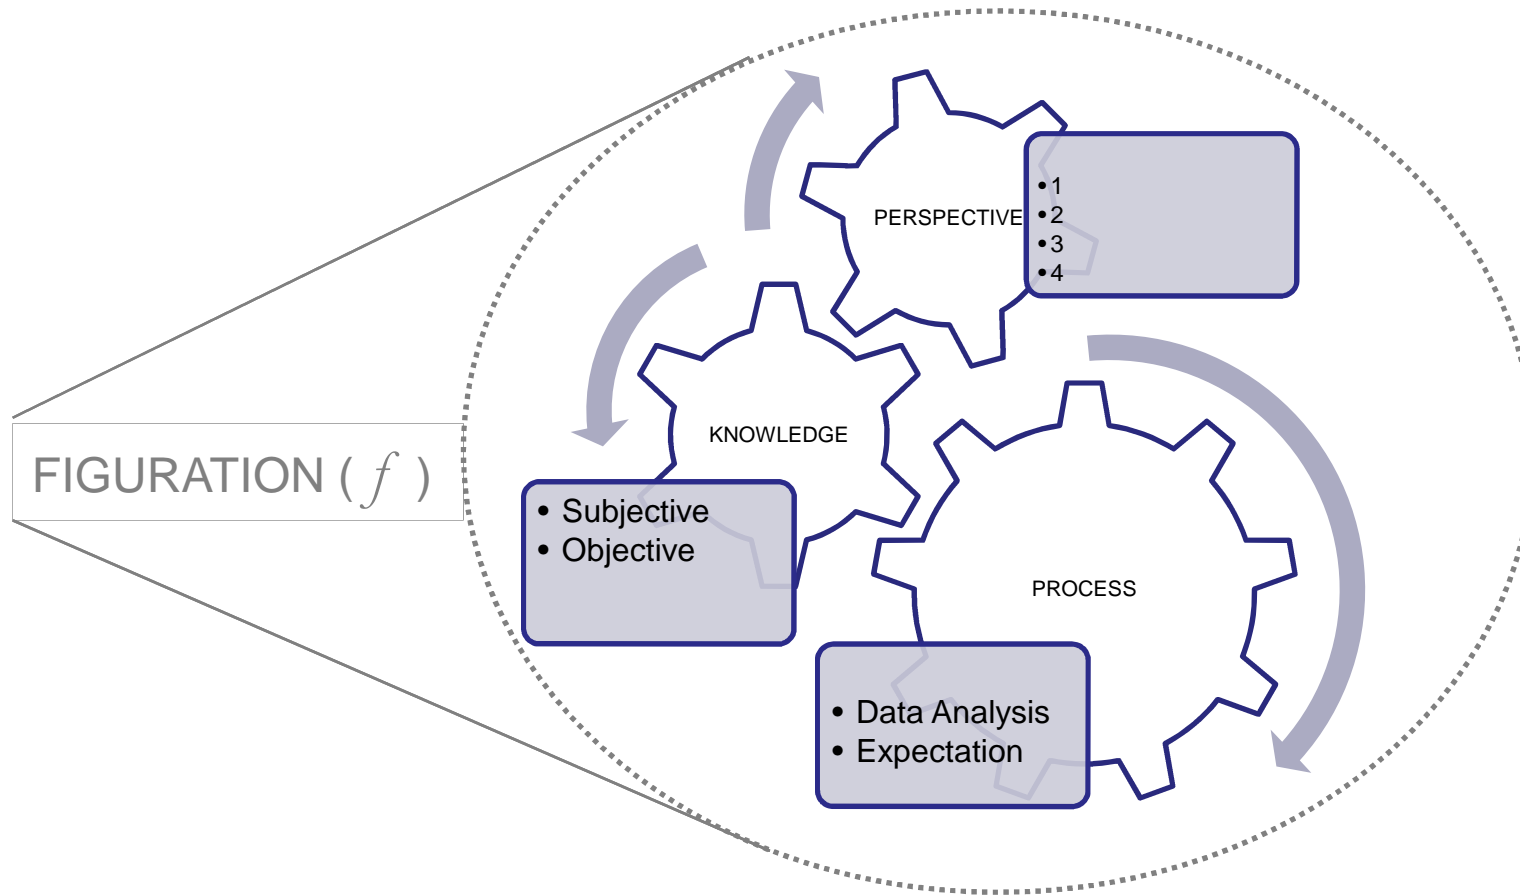 FIGURATION ( f )
PERSPECTIVE
• 1
• 2
• 3
• 4
KNOWLEDGE
• Subjective
• Objective
PROCESS
• Data Analysis
• Expectation